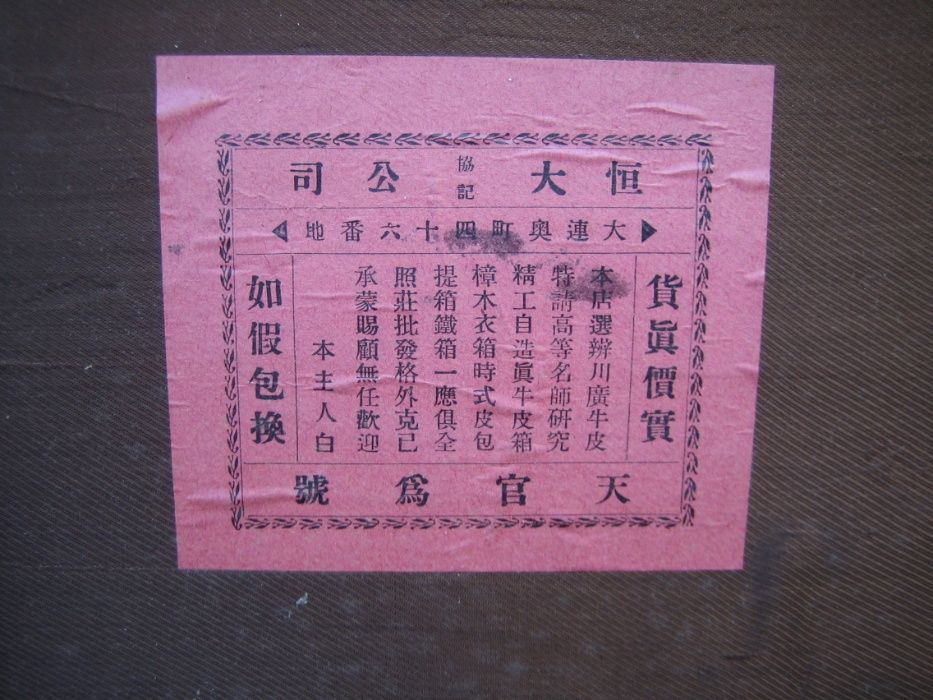 恒大協記公司
大連奥町四十六番地
貨眞價實
本店選辨川廣牛皮
特請高等名師研究
精工自造眞牛皮箱
樟木衣箱時式皮包
提箱鐵箱一應俱全
照莊批發格外克己
承蒙賜顧無任歡迎
本主人白
如假包換
天官爲號